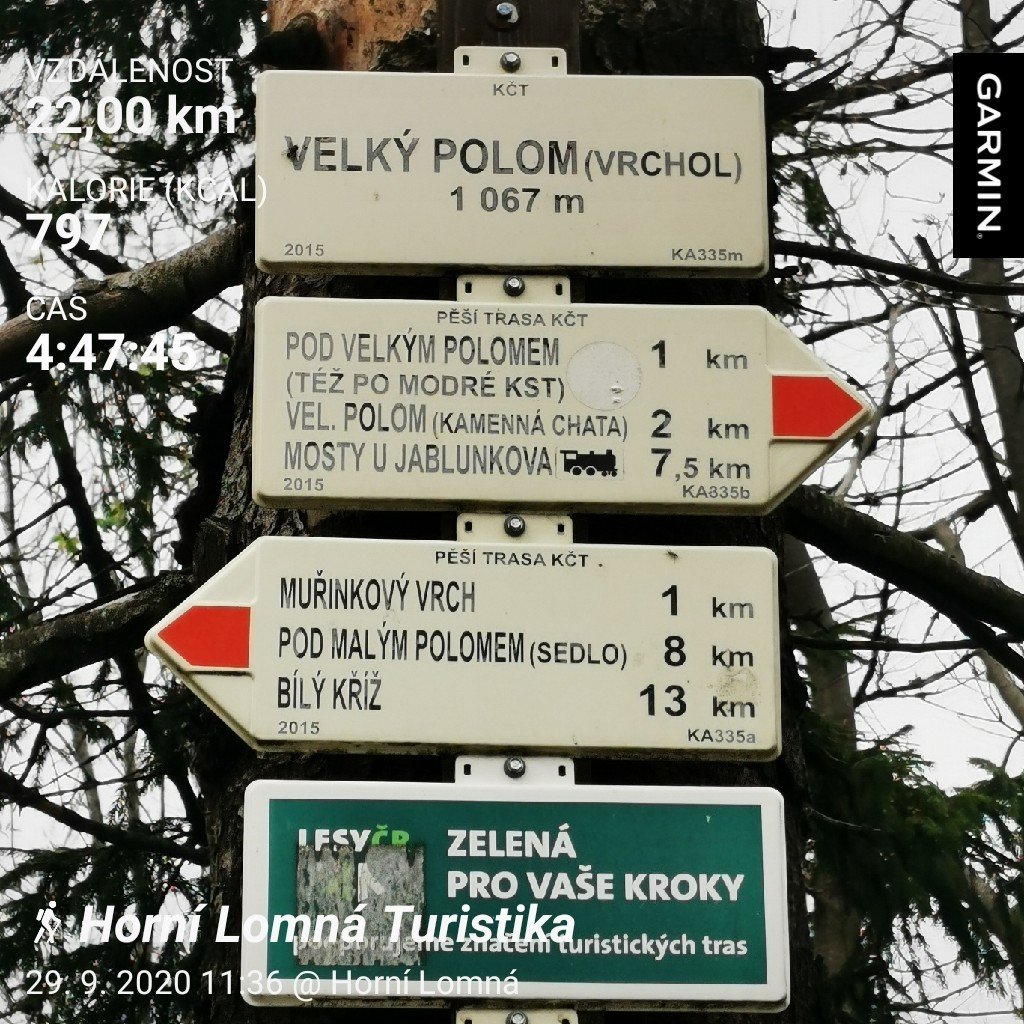 VZDÁLENOST
22,00 km
KALORIE (KCAL)
797
ČAS
4:47:45
GARMIN
KČT
VELKÝ POLOM (VRCHOL)
1 067 m
2015 KA335m
PĚŠÍ TRASA KČT
POD VELKÝM POLOMEM 1 km
(TÉŽ PO MODRÉ KST)
VEL. POLOM (KAMENNÁ CHATA) 2 km
MOSTY U JABLUNKOVA 7,5 km
2015 KA335b
PĚŠÍ TRASA KČT
MUŘINKOVÝ VRCH 1 km
POD MALÝM POLOMEM (SEDLO) 8 km
BÍLÝ KŘÍŽ 13 km
2015 KA335a
LESY ČR
ZELENÁ
PRO VAŠE KROKY
značení turistických tras
Horní Lomná Turistika
29. 9. 2020 11:36 @ Horní Lomná